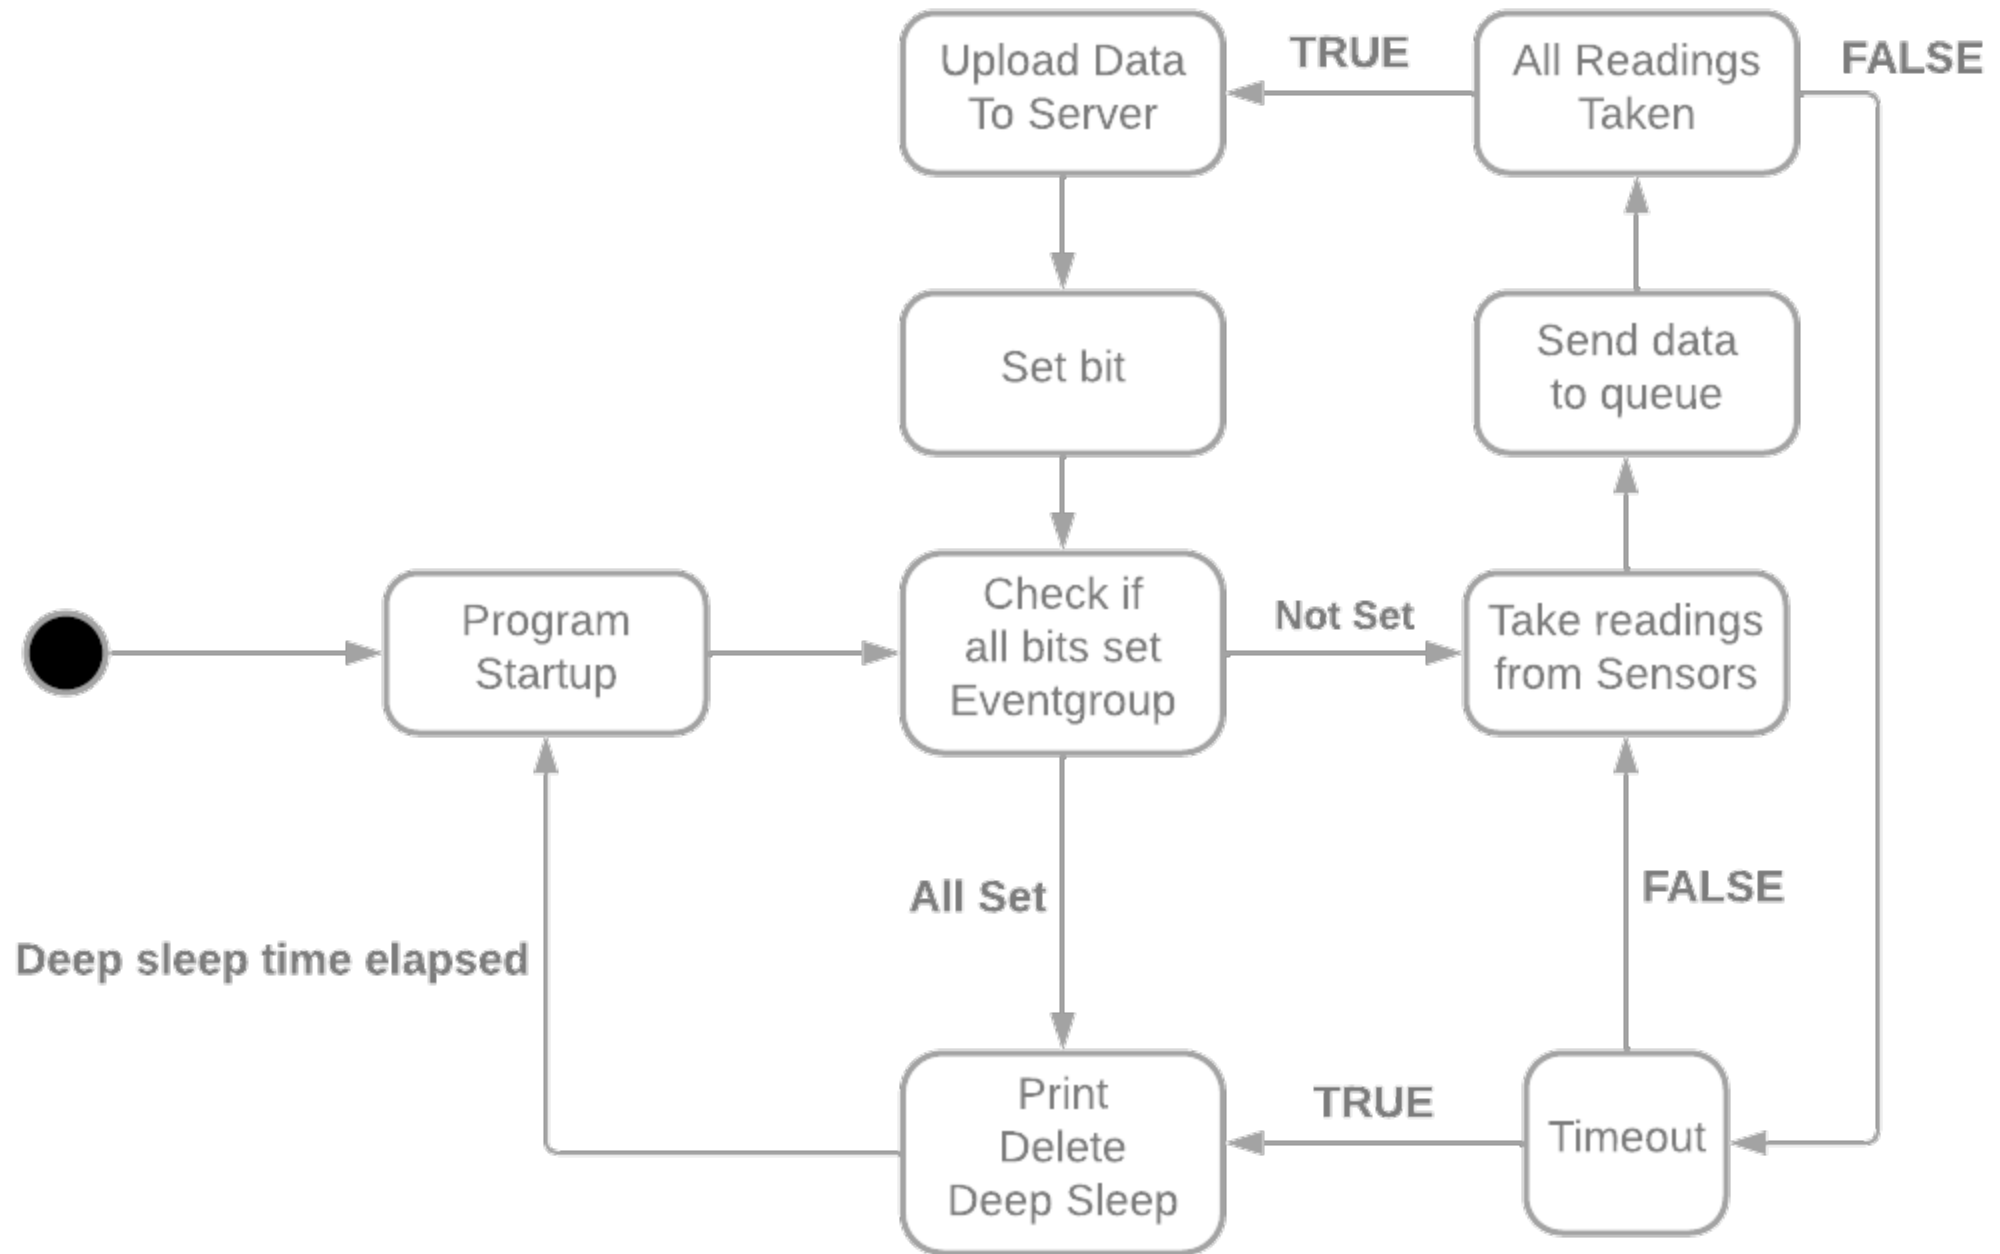 Upload Data
To Server
TRUE
All Readings
Taken
FALSE
Set bit
Send data
to queue
Program
Startup
Check if
all bits set
Eventgroup
Not Set
Take readings
from Sensors
All Set
FALSE
Deep sleep time elapsed
Print
Delete
Deep Sleep
TRUE
Timeout